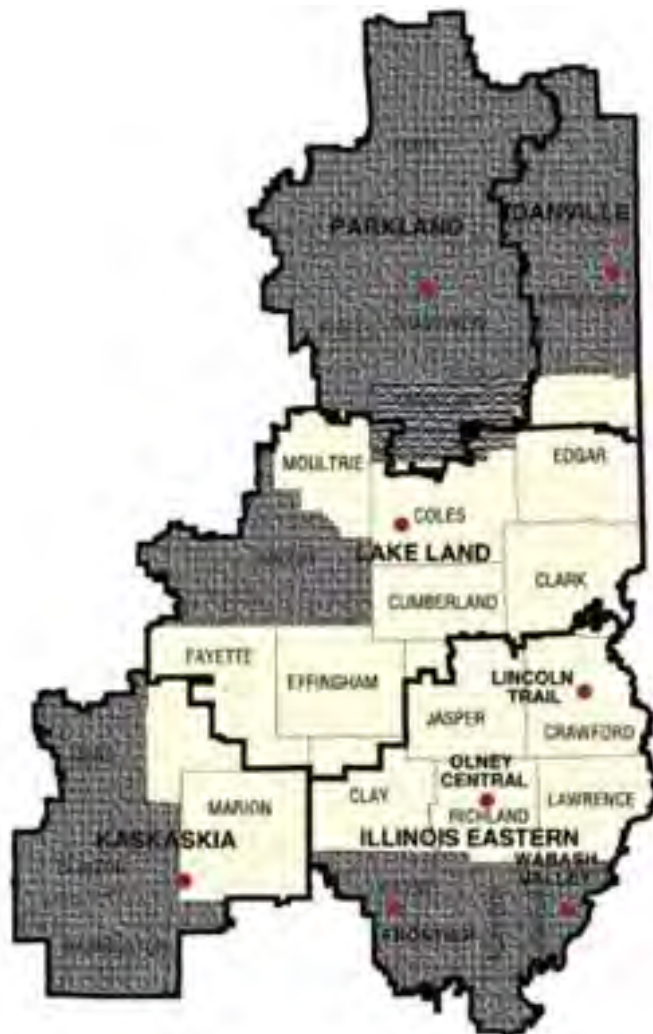 PARKLAND
DANVILLE
MOULTRIE
EDGAR
COLES
LAKE LAND
CLARK
CUMBERLAND
FAYETTE
EFFINGHAM
LINCOLN
TRAIL
JASPER
CRAWFORD
OLNEY
CENTRAL
CLAY
RICHLAND
LAWRENCE
MARION
KASKASKIA
ILLINOIS EASTERN
WABASH
VALLEY
FRONTIER